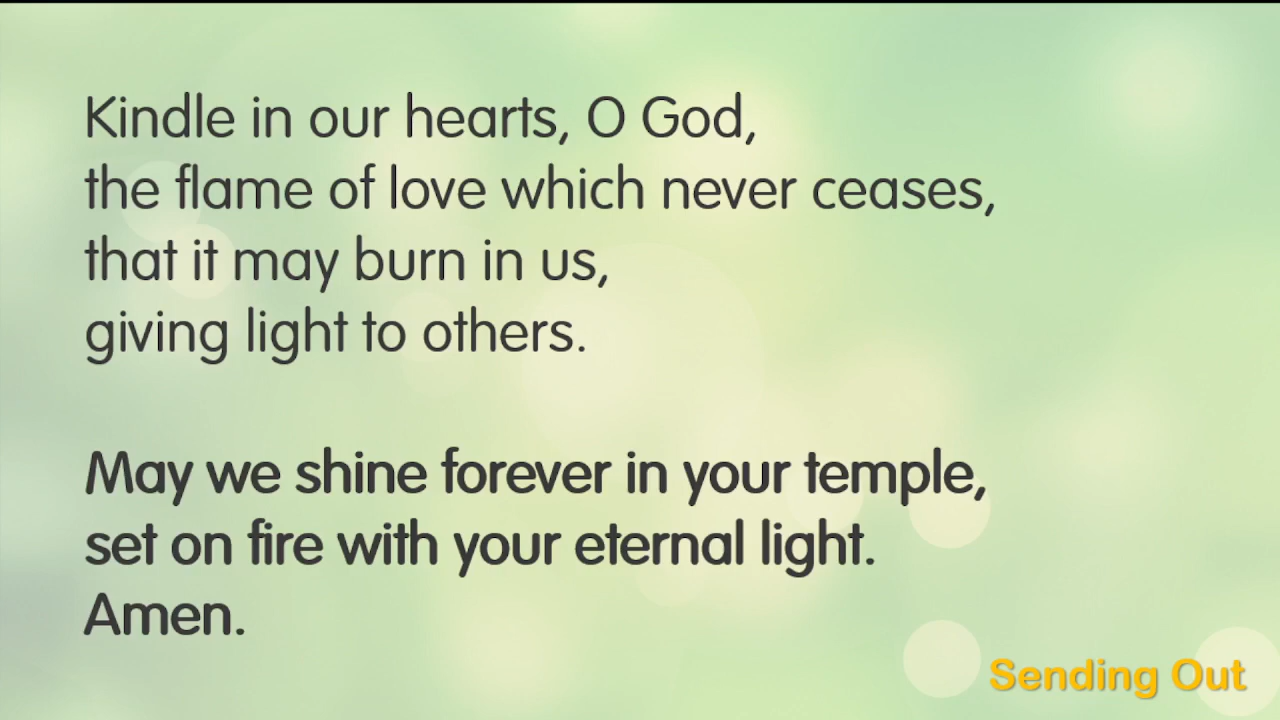 Kindle in our hearts, O God,
the flame of love which never ceases,
that it may burn in us,
giving light to others.
May we shine forever in your temple,
set on fire with your eternal light.
Amen.
Sending Out